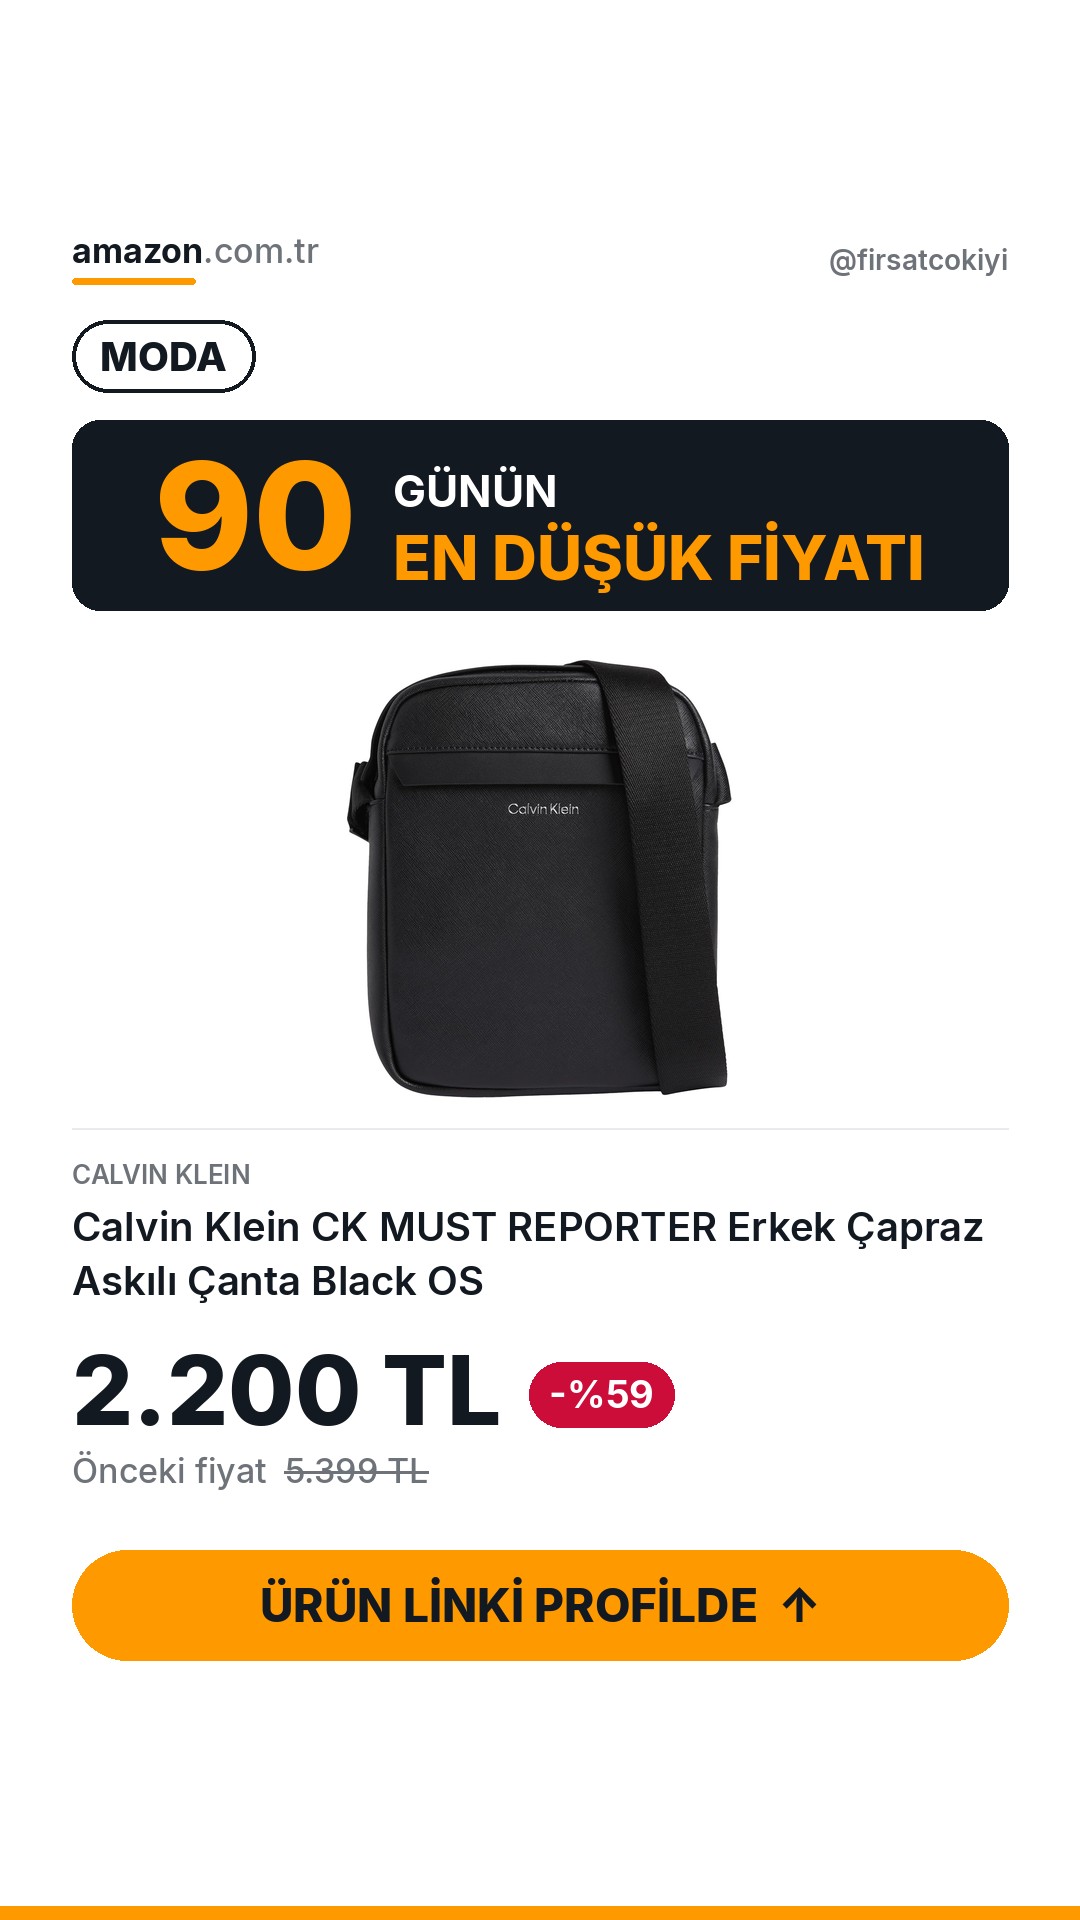 amazon.com.tr
@firsatcokiyi
MODA
90 GÜNÜN
EN DÜŞÜK FİYATI
Calvin Klein
CALVIN KLEIN
Calvin Klein CK MUST REPORTER Erkek Çapraz
Askılı Çanta Black OS
2.200 TL -%59
Önceki fiyat 5.399 TL
ÜRÜN LİNKİ PROFİLDE ↑